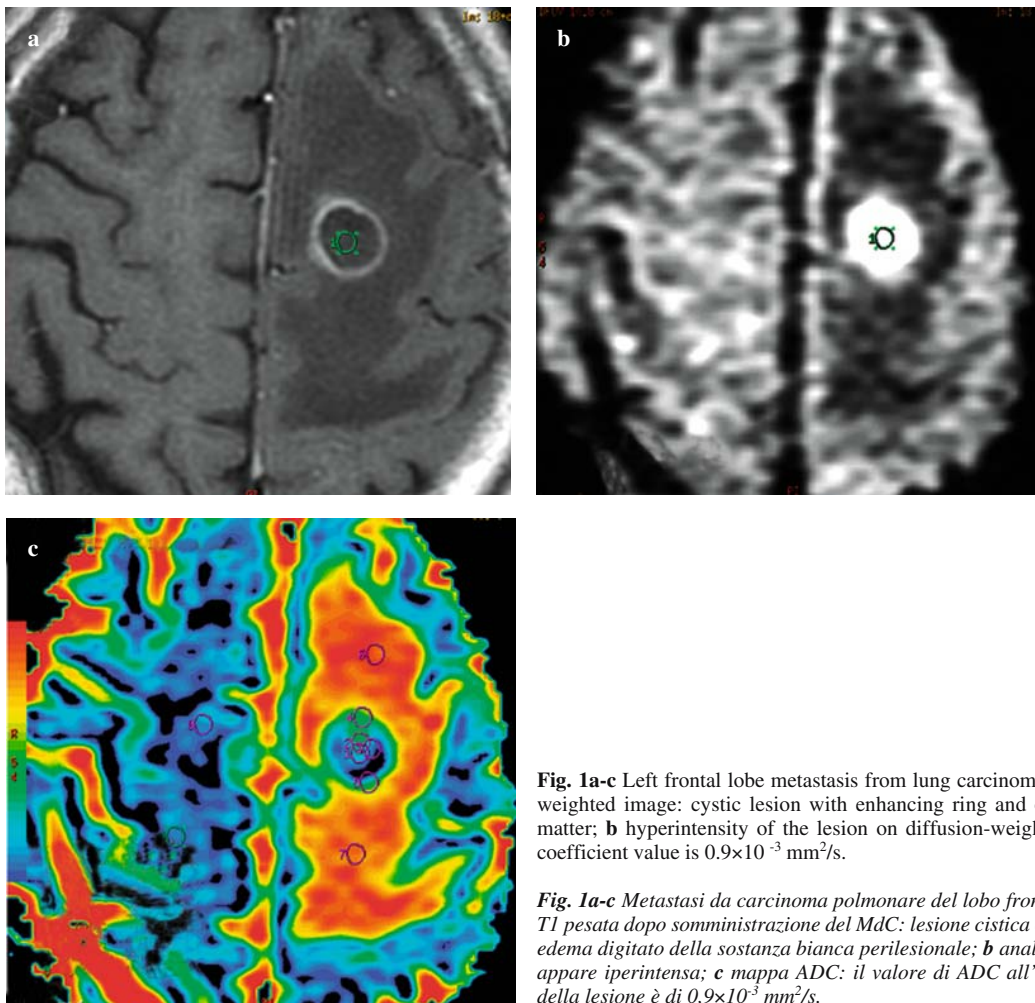 a
b
c
Fig. 1a-c Left frontal lobe metastasis from lung carcinom
weighted image: cystic lesion with enhancing ring and
matter; b hyperintensity of the lesion on diffusion-weigh
coefficient value is 0.9×10 -3 mm2/s.
Fig. 1a-c Metastasi da carcinoma polmonare del lobo fron
T1 pesata dopo somministrazione del MdC: lesione cistica
edema digitato della sostanza bianca perilesionale; b anal
appare iperintensa; c mappa ADC: il valore di ADC all'
della lesione è di 0.9×10-3 mm2/s.